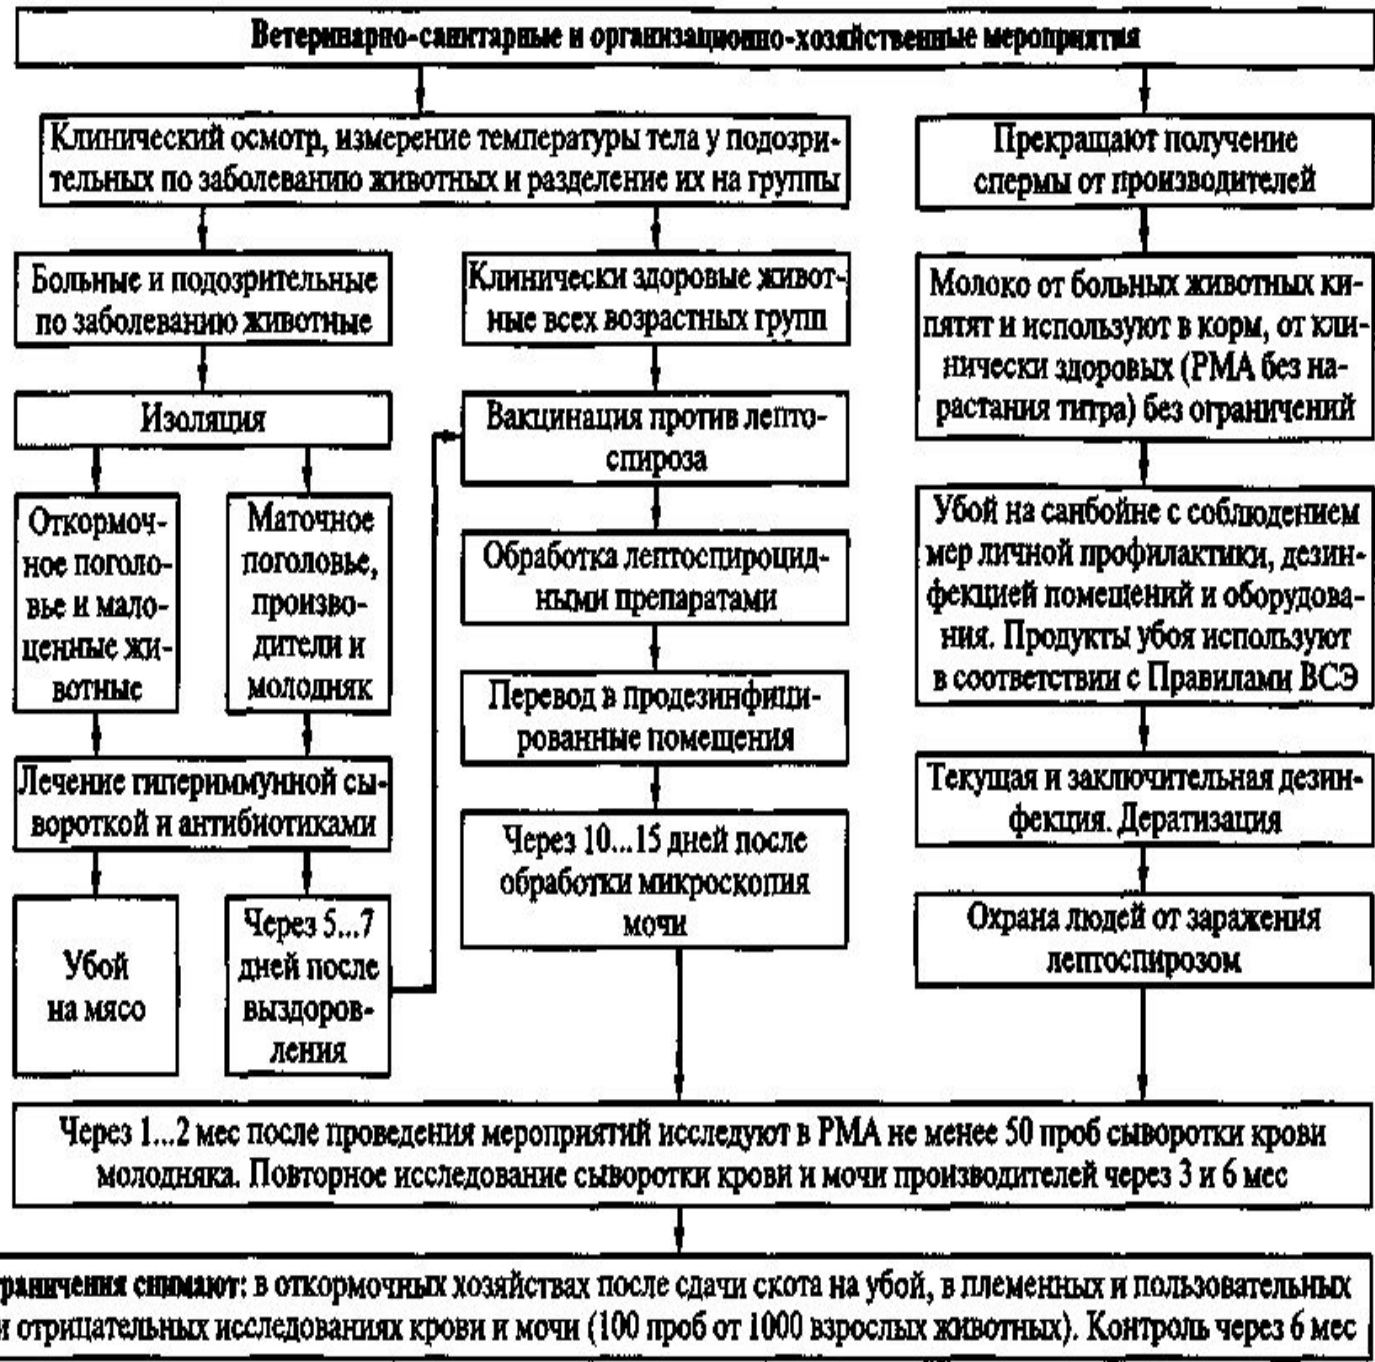 Ветеринарно-санитарные и организационно-хозяйственные мероприятия
Клинический осмотр, измерение температуры тела у подозри-
тельных по заболеванию животных и разделение их на группы
Больные и подозрительные
по заболеванию животные
Изоляция
Откормоч-
ное поголо-
вье и мало-
ценные жи-
вотные
Маточное
поголовье,
произво-
дители и
молодняк
Лечение гипериммунной сы-
вороткой и антибиотиками
Убой
на мясо
Через 5...7
дней после
выздоров-
ления
Клинически здоровые живот-
ные всех возрастных групп
Вакцинация против лепто-
спироза
Обработка лептоспироцид-
ными препаратами
Перевод в продезинфици-
рованные помещения
Через 10...15 дней после
обработки микроскопия
мочи
Прекращают получение
спермы от производителей
Молоко от больных животных ки-
пятят и используют в корм, от кли-
нически здоровых (РМА без на-
растания титра) без ограничений
Убой на санбойне с соблюдением
мер личной профилактики, дезин-
фекцией помещений и оборудова-
ния. Продукты убоя используют
в соответствии с Правилами ВСЭ
Текущая и заключительная дезин-
фекция. Дератизация
Охрана людей от заражения
лептоспирозом
Через 1...2 мес после проведения мероприятий исследуют в РМА не менее 50 проб сыворотки крови
молодняка. Повторное исследование сыворотки крови и мочи производителей через 3 и 6 мес
раничения снимают: в откормочных хозяйствах после сдачи скота на убой, в племенных и пользовательных
и отрицательных исследованиях крови и мочи (100 проб от 1000 взрослых животных). Контроль через 6 мес